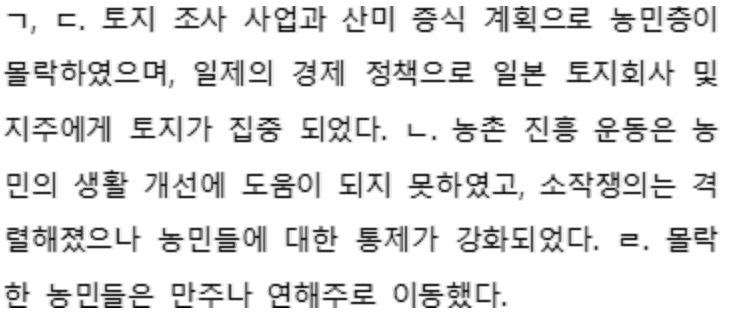 ㄱ, ㄷ. 토지 조사 사업과 산미 증식 계획으로 농민층이
몰락하였으며, 일제의 경제 정책으로 일본 토지회사 및
지주에게 토지가 집중 되었다. ㄴ. 농촌 진흥 운동은 농
민의 생활 개선에 도움이 되지 못하였고, 소작쟁의는 격
렬해졌으나 농민들에 대한 통제가 강화되었다. ㄹ. 몰락
한 농민들은 만주나 연해주로 이동했다.